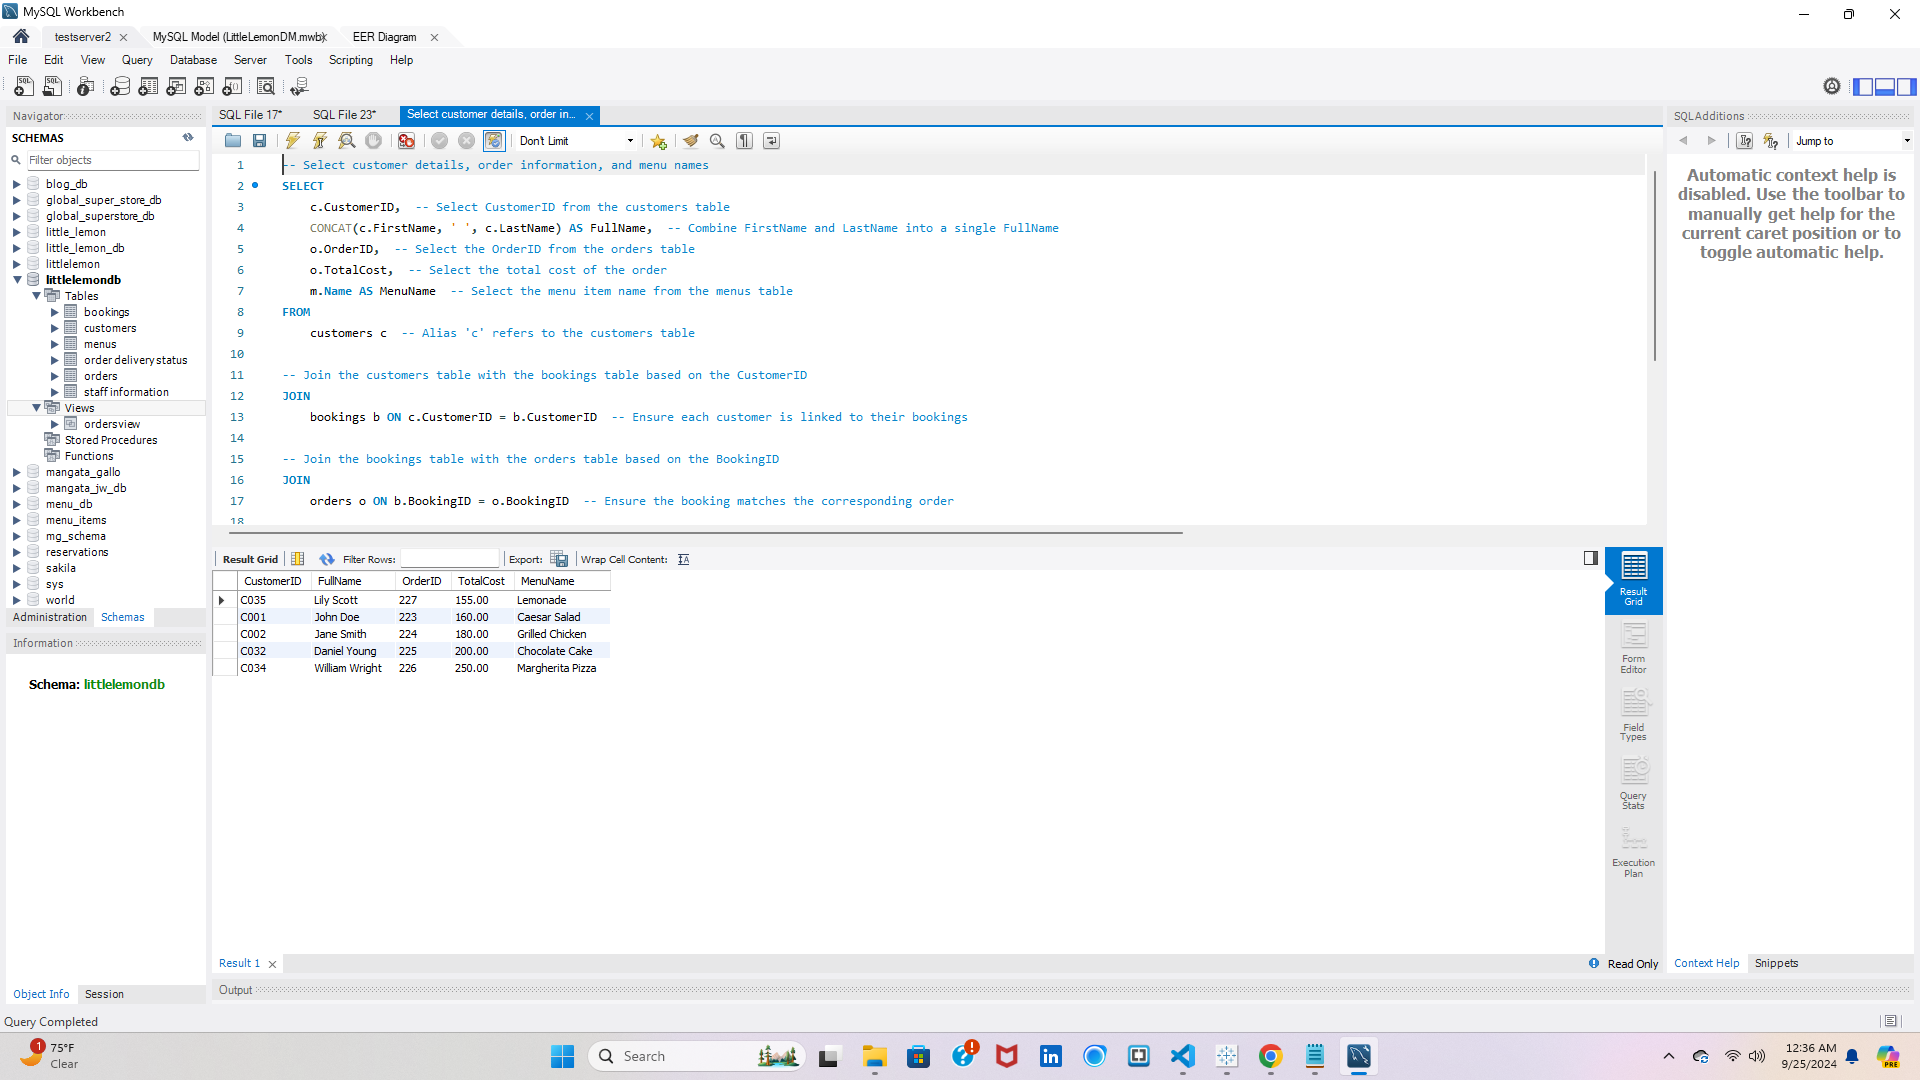 MySQL Workbench
testserver2
MySQL Model (LittleLemonDM.mwb)
EER Diagram
File Edit View Query Database Server Tools Scripting Help
Navigator
SCHEMAS
Filter objects
blog_db
global_super_store_db
global_superstore_db
little_lemon
little_lemon_db
littlelemon
littlelemondb
Tables
bookings
customers
menus
order delivery status
orders
staff information
Views
ordersview
Stored Procedures
Functions
mangata_gallo
mangata_jw_db
menu_db
menu_items
mg_schema
reservations
sakila
sys
world
Administration Schemas
Information
Schema: littlelemondb
Object Info Session
Query Completed
SQL File 17* SQL File 23* Select customer details, order in...
Don't Limit
1 -- Select customer details, order information, and menu names
2 SELECT
3 c.CustomerID, -- Select CustomerID from the customers table
4 CONCAT(c.FirstName, ' ', c.LastName) AS FullName, -- Combine FirstName and LastName into a single FullName
5 o.OrderID, -- Select the OrderID from the orders table
6 o.TotalCost, -- Select the total cost of the order
7 m.Name AS MenuName -- Select the menu item name from the menus table
8 FROM
9 customers c -- Alias 'c' refers to the customers table
10
11 -- Join the customers table with the bookings table based on the CustomerID
12 JOIN
13 bookings b ON c.CustomerID = b.CustomerID -- Ensure each customer is linked to their bookings
14
15 -- Join the bookings table with the orders table based on the BookingID
16 JOIN
17 orders o ON b.BookingID = o.BookingID -- Ensure the booking matches the corresponding order
18
Result Grid Filter Rows: Export: Wrap Cell Content:
CustomerID FullName OrderID TotalCost MenuName
C035 Lily Scott 227 155.00 Lemonade
C001 John Doe 223 160.00 Caesar Salad
C002 Jane Smith 224 180.00 Grilled Chicken
C032 Daniel Young 225 200.00 Chocolate Cake
C034 William Wright 226 250.00 Margherita Pizza
Result
Grid
Form
Editor
Field
Types
Query
Stats
Execution
Plan
Result 1
Read Only
Output
SQLAdditions
Jump to
Automatic context help is
disabled. Use the toolbar to
manually get help for the
current caret position or to
toggle automatic help.
Context Help Snippets
1
75°F
Clear
Search
12:36 AM
9/25/2024
PRE